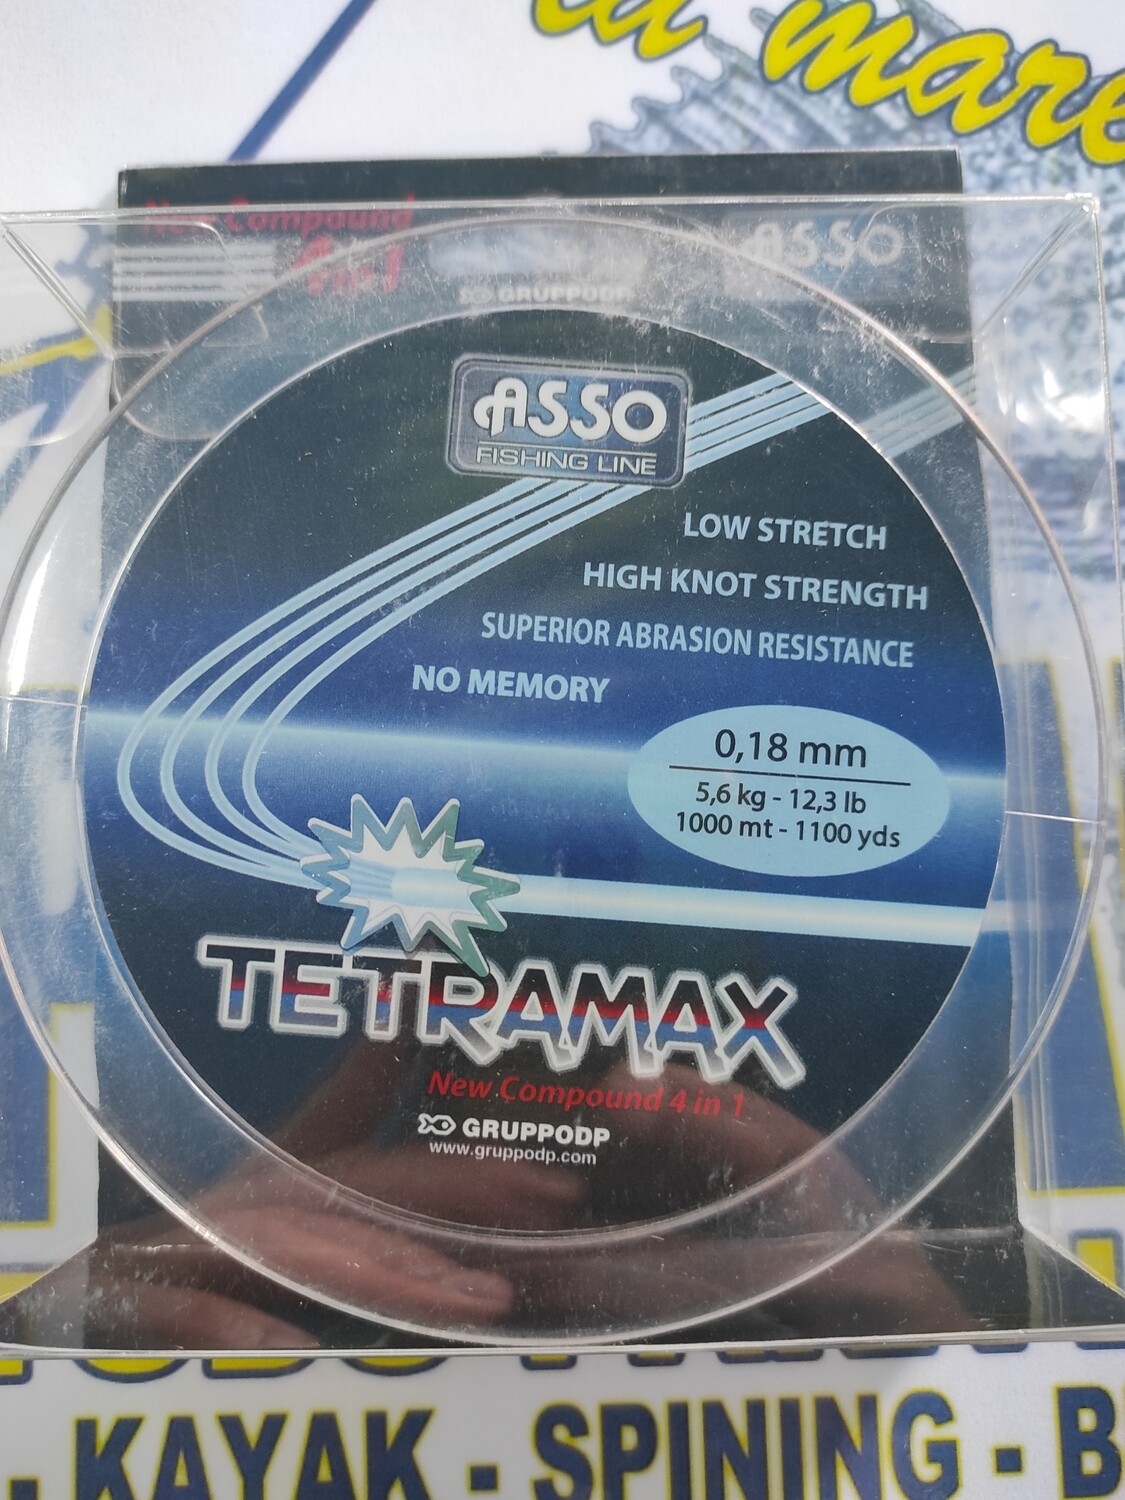 la mare
New Compound
4 in 1
ASSO
GRUPPODP
ASSO
FISHING LINE
LOW STRETCH
HIGH KNOT STRENGTH
SUPERIOR ABRASION RESISTANCE
NO MEMORY
0,18 mm
5,6 kg - 12,3 lb
1000 mt - 1100 yds
TETRAMAX
New Compound 4 in 1
GRUPPODP
www.gruppodp.com
- KAYAK - SPINING - B